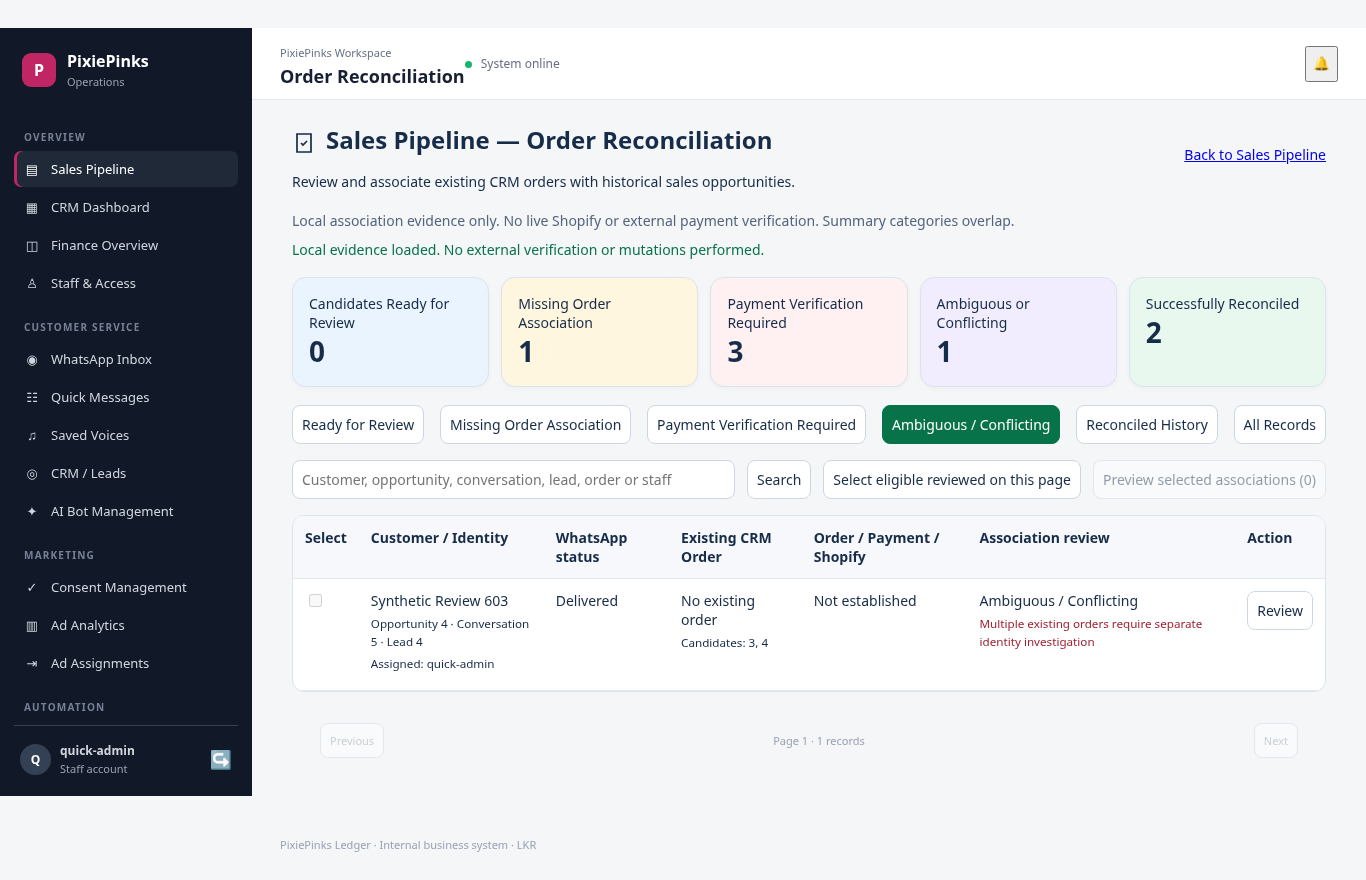 P
PixiePinks
Operations
OVERVIEW
Sales Pipeline
CRM Dashboard
Finance Overview
Staff & Access
CUSTOMER SERVICE
WhatsApp Inbox
Quick Messages
Saved Voices
CRM / Leads
AI Bot Management
MARKETING
Consent Management
Ad Analytics
Ad Assignments
AUTOMATION
Q
quick-admin
Staff account
PixiePinks Workspace
Order Reconciliation
System online
Sales Pipeline — Order Reconciliation
Back to Sales Pipeline
Review and associate existing CRM orders with historical sales opportunities.
Local association evidence only. No live Shopify or external payment verification. Summary categories overlap.
Local evidence loaded. No external verification or mutations performed.
Candidates Ready for
Review
0
Missing Order
Association
1
Payment Verification
Required
3
Ambiguous or
Conflicting
1
Successfully Reconciled
2
Ready for Review
Missing Order Association
Payment Verification Required
Ambiguous / Conflicting
Reconciled History
All Records
Customer, opportunity, conversation, lead, order or staff
Search
Select eligible reviewed on this page
Preview selected associations (0)
Select
Customer / Identity
WhatsApp
status
Existing CRM
Order
Order / Payment /
Shopify
Association review
Action
Synthetic Review 603
Opportunity 4 · Conversation
5 · Lead 4
Assigned: quick-admin
Delivered
No existing
order
Candidates: 3, 4
Not established
Ambiguous / Conflicting
Multiple existing orders require separate
identity investigation
Review
Previous
Page 1 · 1 records
Next
PixiePinks Ledger · Internal business system · LKR